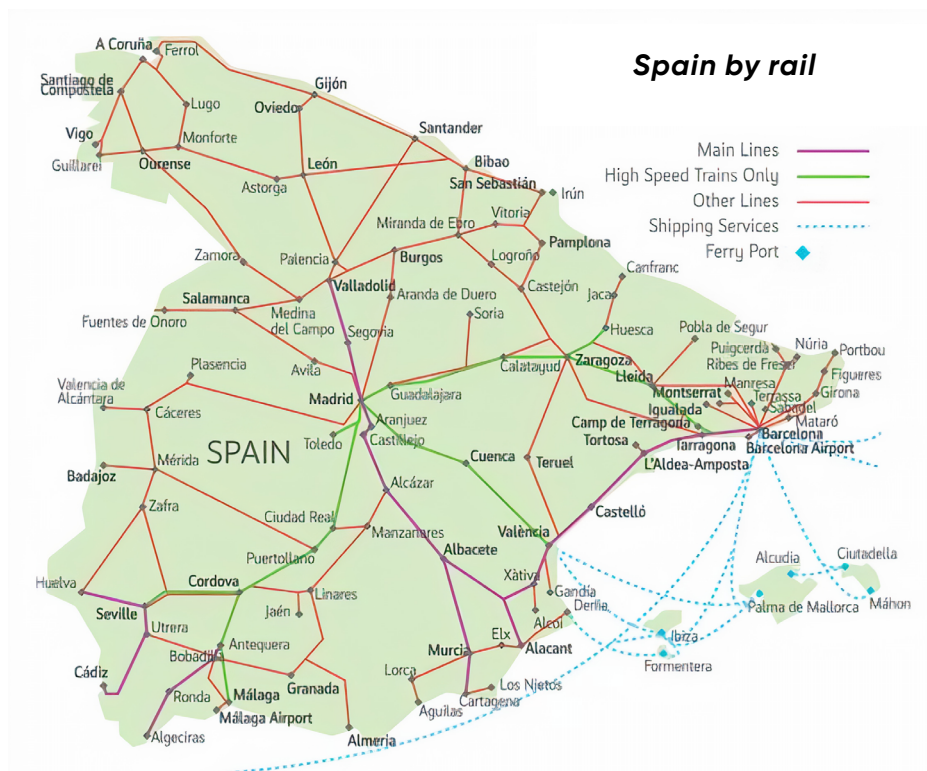 Spain by rail
A Coruña
Ferrol
Santiago de
Compostela
Lugo
Gijón
Oviedo
Santander
Vigo
Monforte
Guillarei
Ourense
León
Astorga
Bibao
San Sebastián
Irún
Main Lines
High Speed Trains Only
Other Lines
Shipping Services
Ferry Port
Vitoria
Miranda de Ebro
Pamplona
Zamora
Palencia
Burgos
Logroño
Canfranc
Valladolid
Castejón
Jaca
Salamanca
Aranda de Duero
Fuentes de Onoro
Medina
del Campo
Soria
Segovia
Huesca
Pobla de Segur
Puigcerdà
Núria
Portbou
Ribes de Freser
Plasencia
Avila
Calatayud
Zaragoza
Lleida
Figueres
Manresa
Montserrat
Girona
Valencia de
Alcántara
Madrid
Guadalajara
Terrassa
Igualada
Sabadel
Cáceres
Aranjuez
Camp de Terragona
Mataró
Toledo
Castillejo
Tortosa
Tarragona
Barcelona
Barcelona Airport
SPAIN
Cuenca
Teruel
L'Aldea-Amposta
Mérida
Badajoz
Alcázar
Zafra
Castelló
Ciudad Real
Manzanares
València
Puertollano
Albacete
Alcudia
Ciutadella
Huelva
Cordova
Linares
Xàtiva
Gandía
Seville
Jaén
Denia
Palma de Mallorca
Máhon
Utrera
Alcoi
Elx
Ibiza
Antequera
Bobadilla
Murcia
Alacant
Formentera
Cádiz
Lorca
Ronda
Málaga
Granada
Los Nietos
Cartagena
Málaga Airport
Aguilas
Algeciras
Almeria